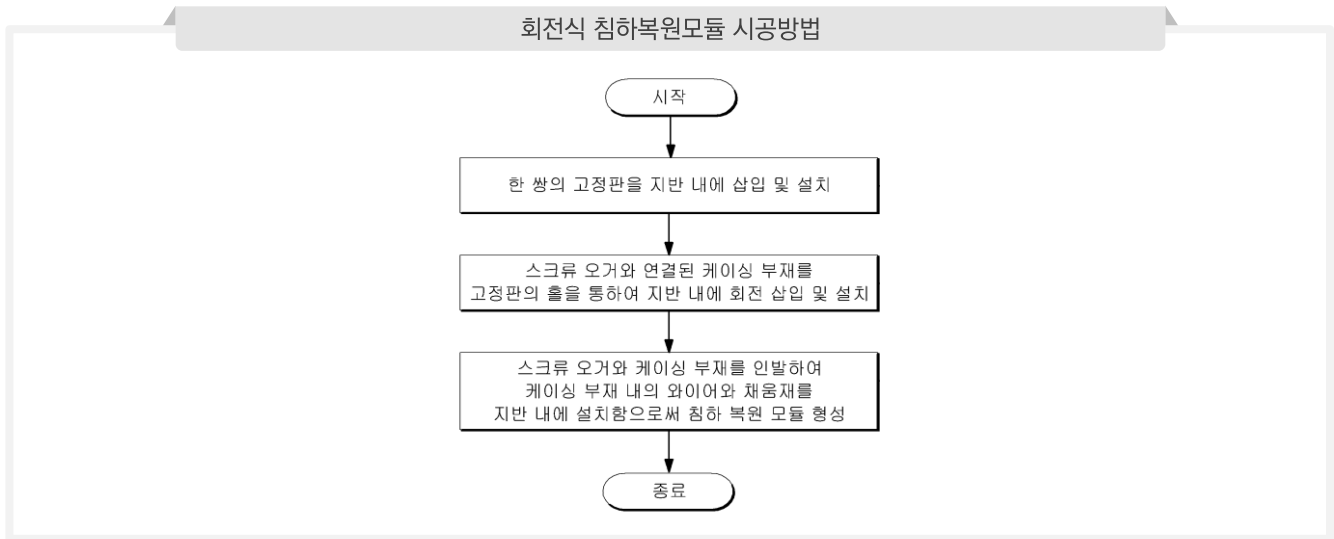 회전식 침하복원모듈 시공방법
시작
한 쌍의 고정판을 지반 내에 삽입 및 설치
스크류 오거와 연결된 케이싱 부재를
고정판의 홀을 통하여 지반 내에 회전 삽입 및 설치
스크류 오거와 케이싱 부재를 인발하여
케이싱 부재 내의 와이어와 채움재를
지반 내에 설치함으로써 침하 복원 모듈 형성
종료